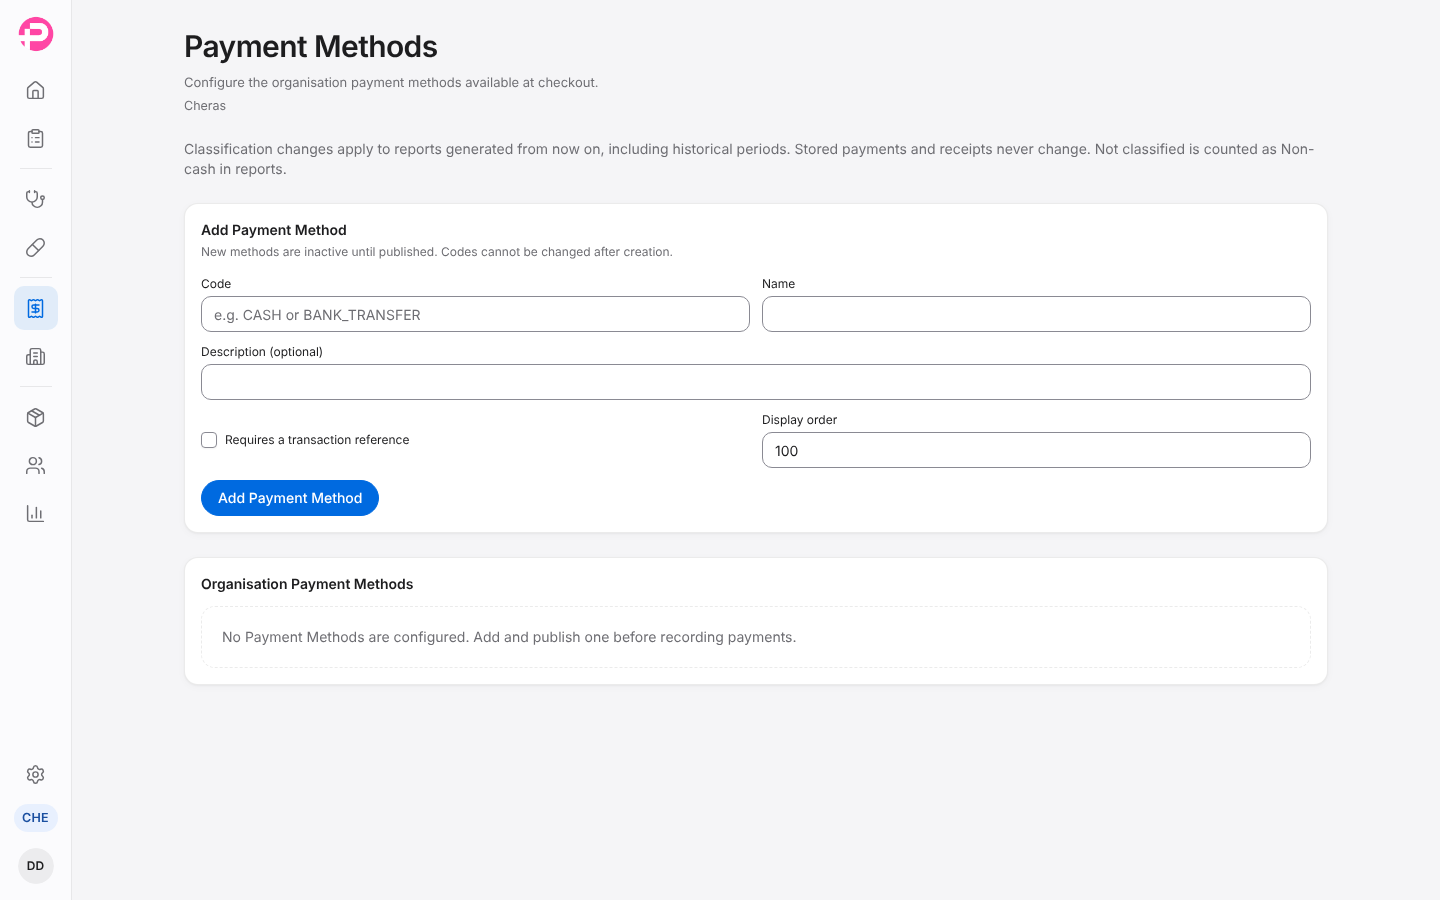 Payment Methods
Configure the organisation payment methods available at checkout.
Cheras
Classification changes apply to reports generated from now on, including historical periods. Stored payments and receipts never change. Not classified is counted as Non-
cash in reports.
Add Payment Method
New methods are inactive until published. Codes cannot be changed after creation.
Code
Name
e.g. CASH or BANK_TRANSFER
Description (optional)
Display order
Requires a transaction reference
100
Add Payment Method
Organisation Payment Methods
No Payment Methods are configured. Add and publish one before recording payments.
CHE
DD